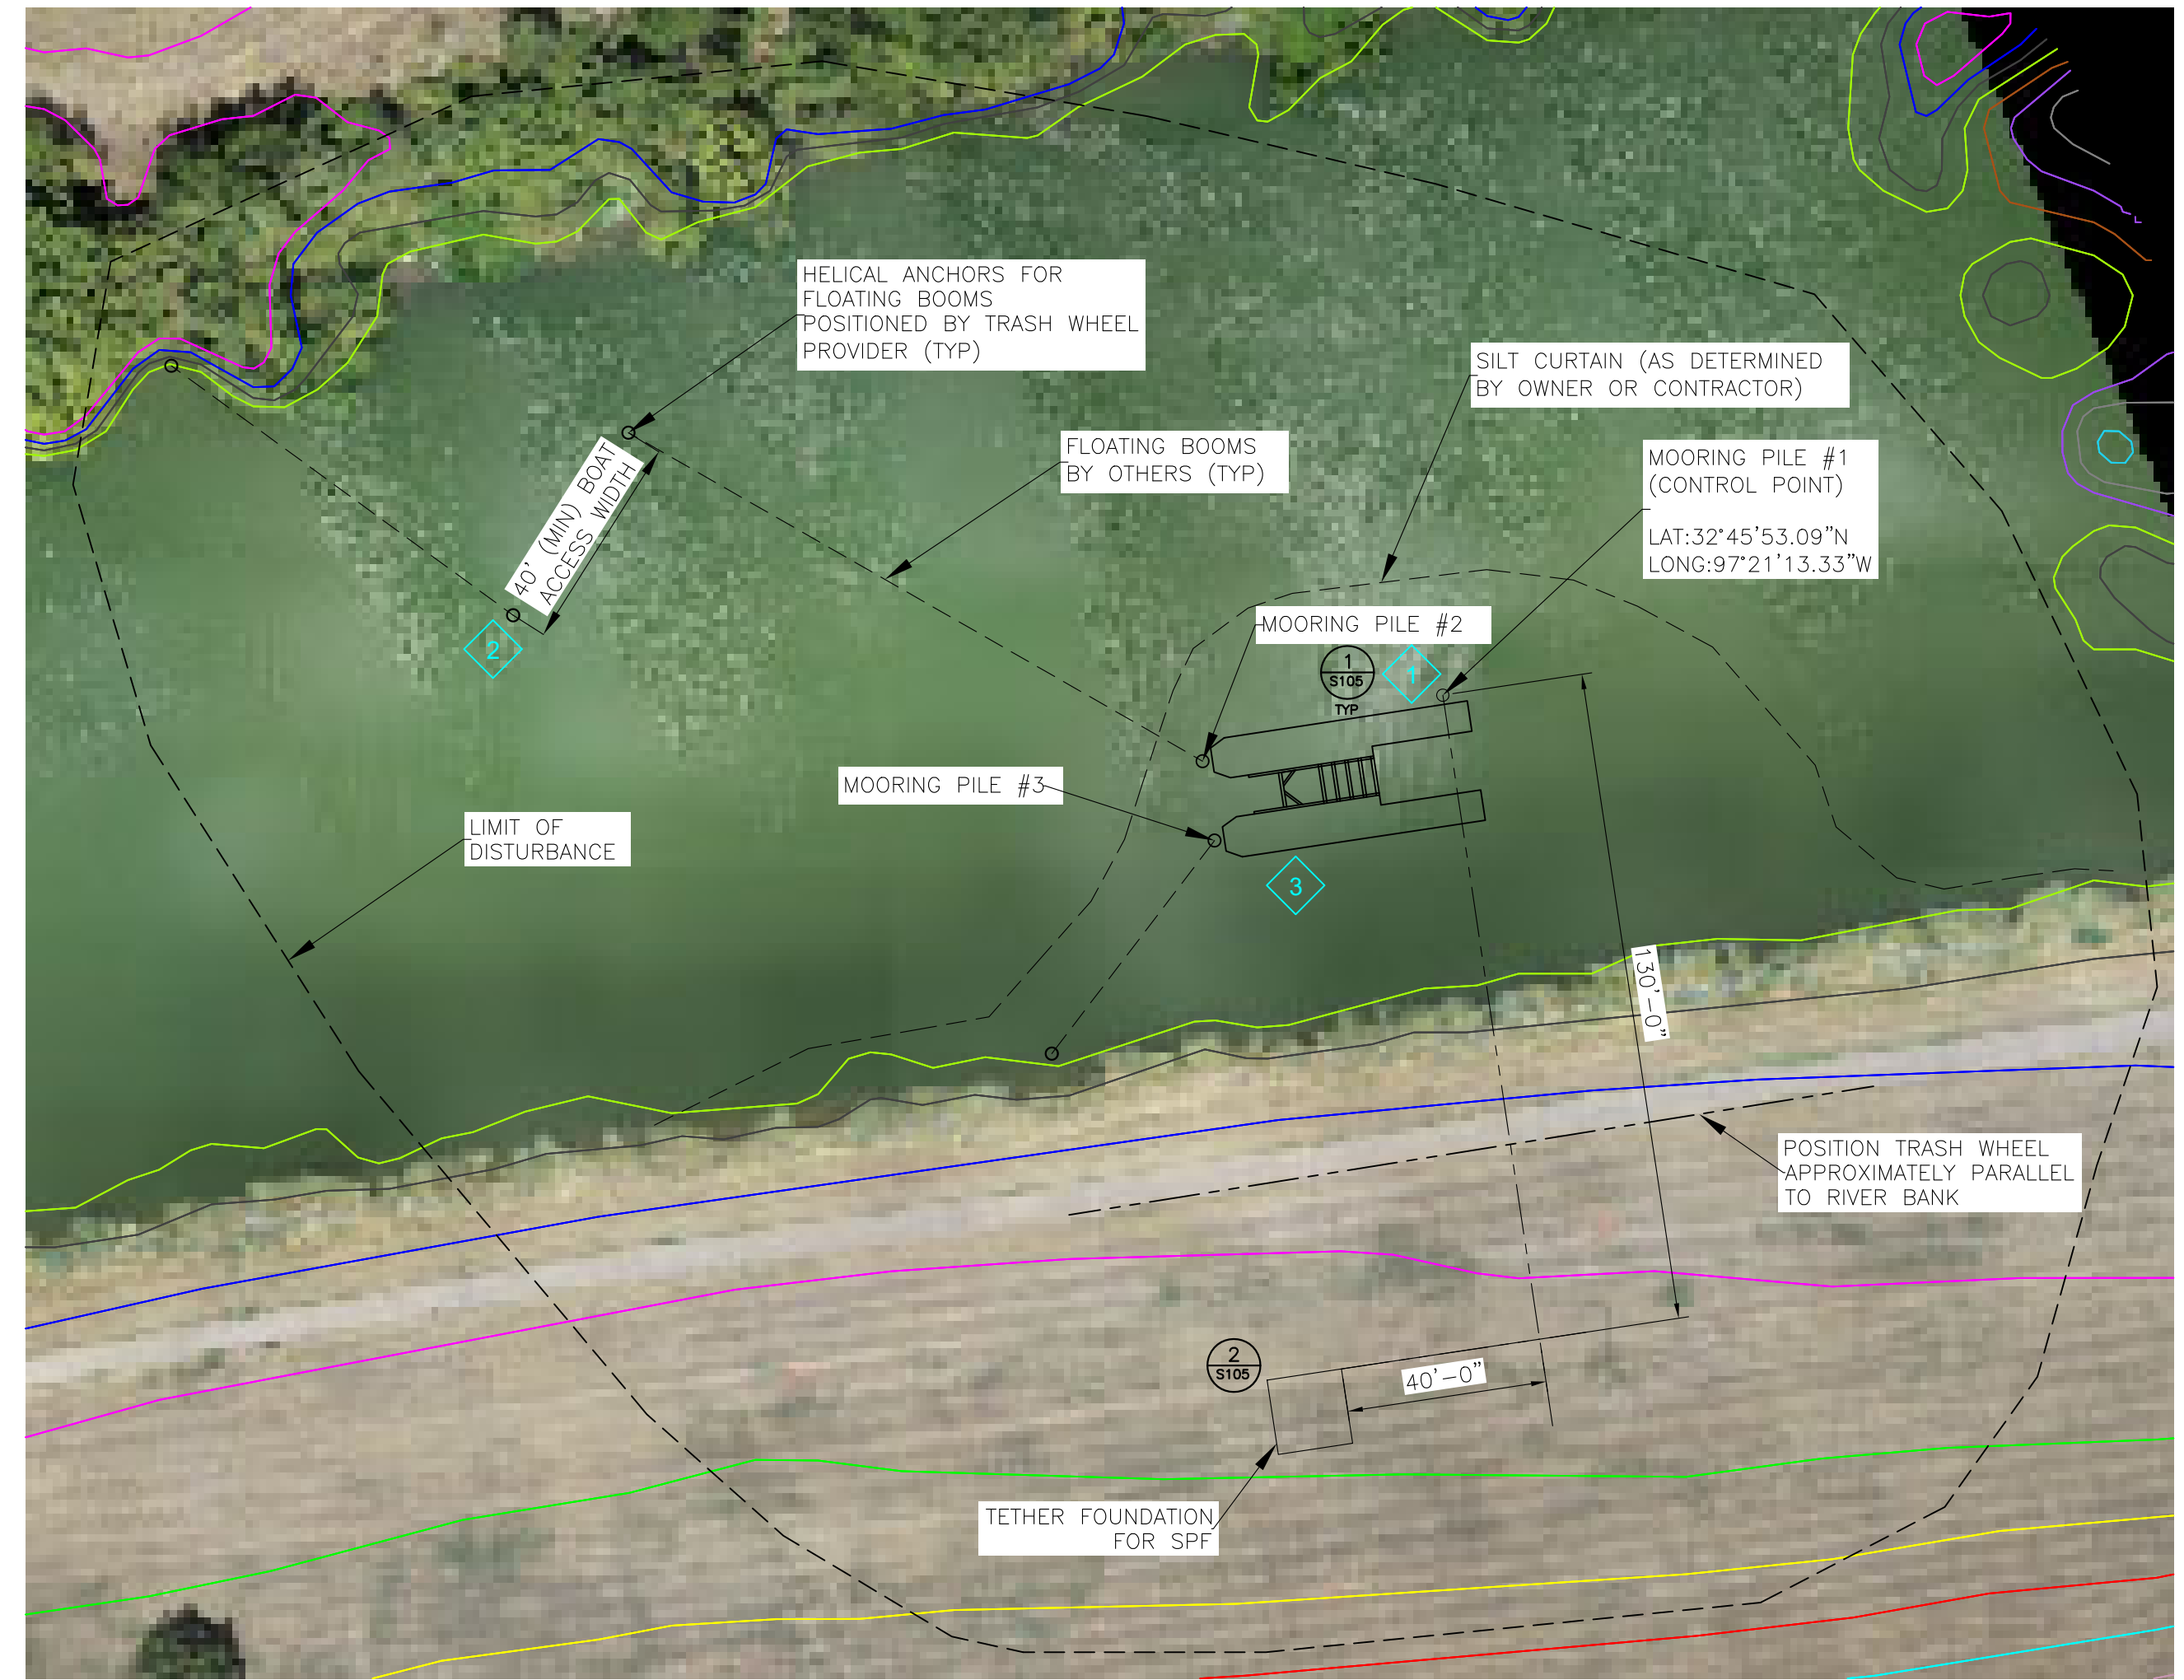 HELICAL ANCHORS FOR
FLOATING BOOMS
POSITIONED BY TRASH WHEEL
PROVIDER (TYP)
SILT CURTAIN (AS DETERMINED
BY OWNER OR CONTRACTOR)
FLOATING BOOMS
BY OTHERS (TYP)
MOORING PILE #1
(CONTROL POINT)
LAT:32°45'53.09"N
LONG:97°21'13.33"W
40' (MIN) BOAT
ACCESS WIDTH
2
MOORING PILE #2
1
S105
TYP
1
MOORING PILE #3
LIMIT OF
DISTURBANCE
3
130'-0"
POSITION TRASH WHEEL
APPROXIMATELY PARALLEL
TO RIVER BANK
2
S105
40'-0"
TETHER FOUNDATION
FOR SPF